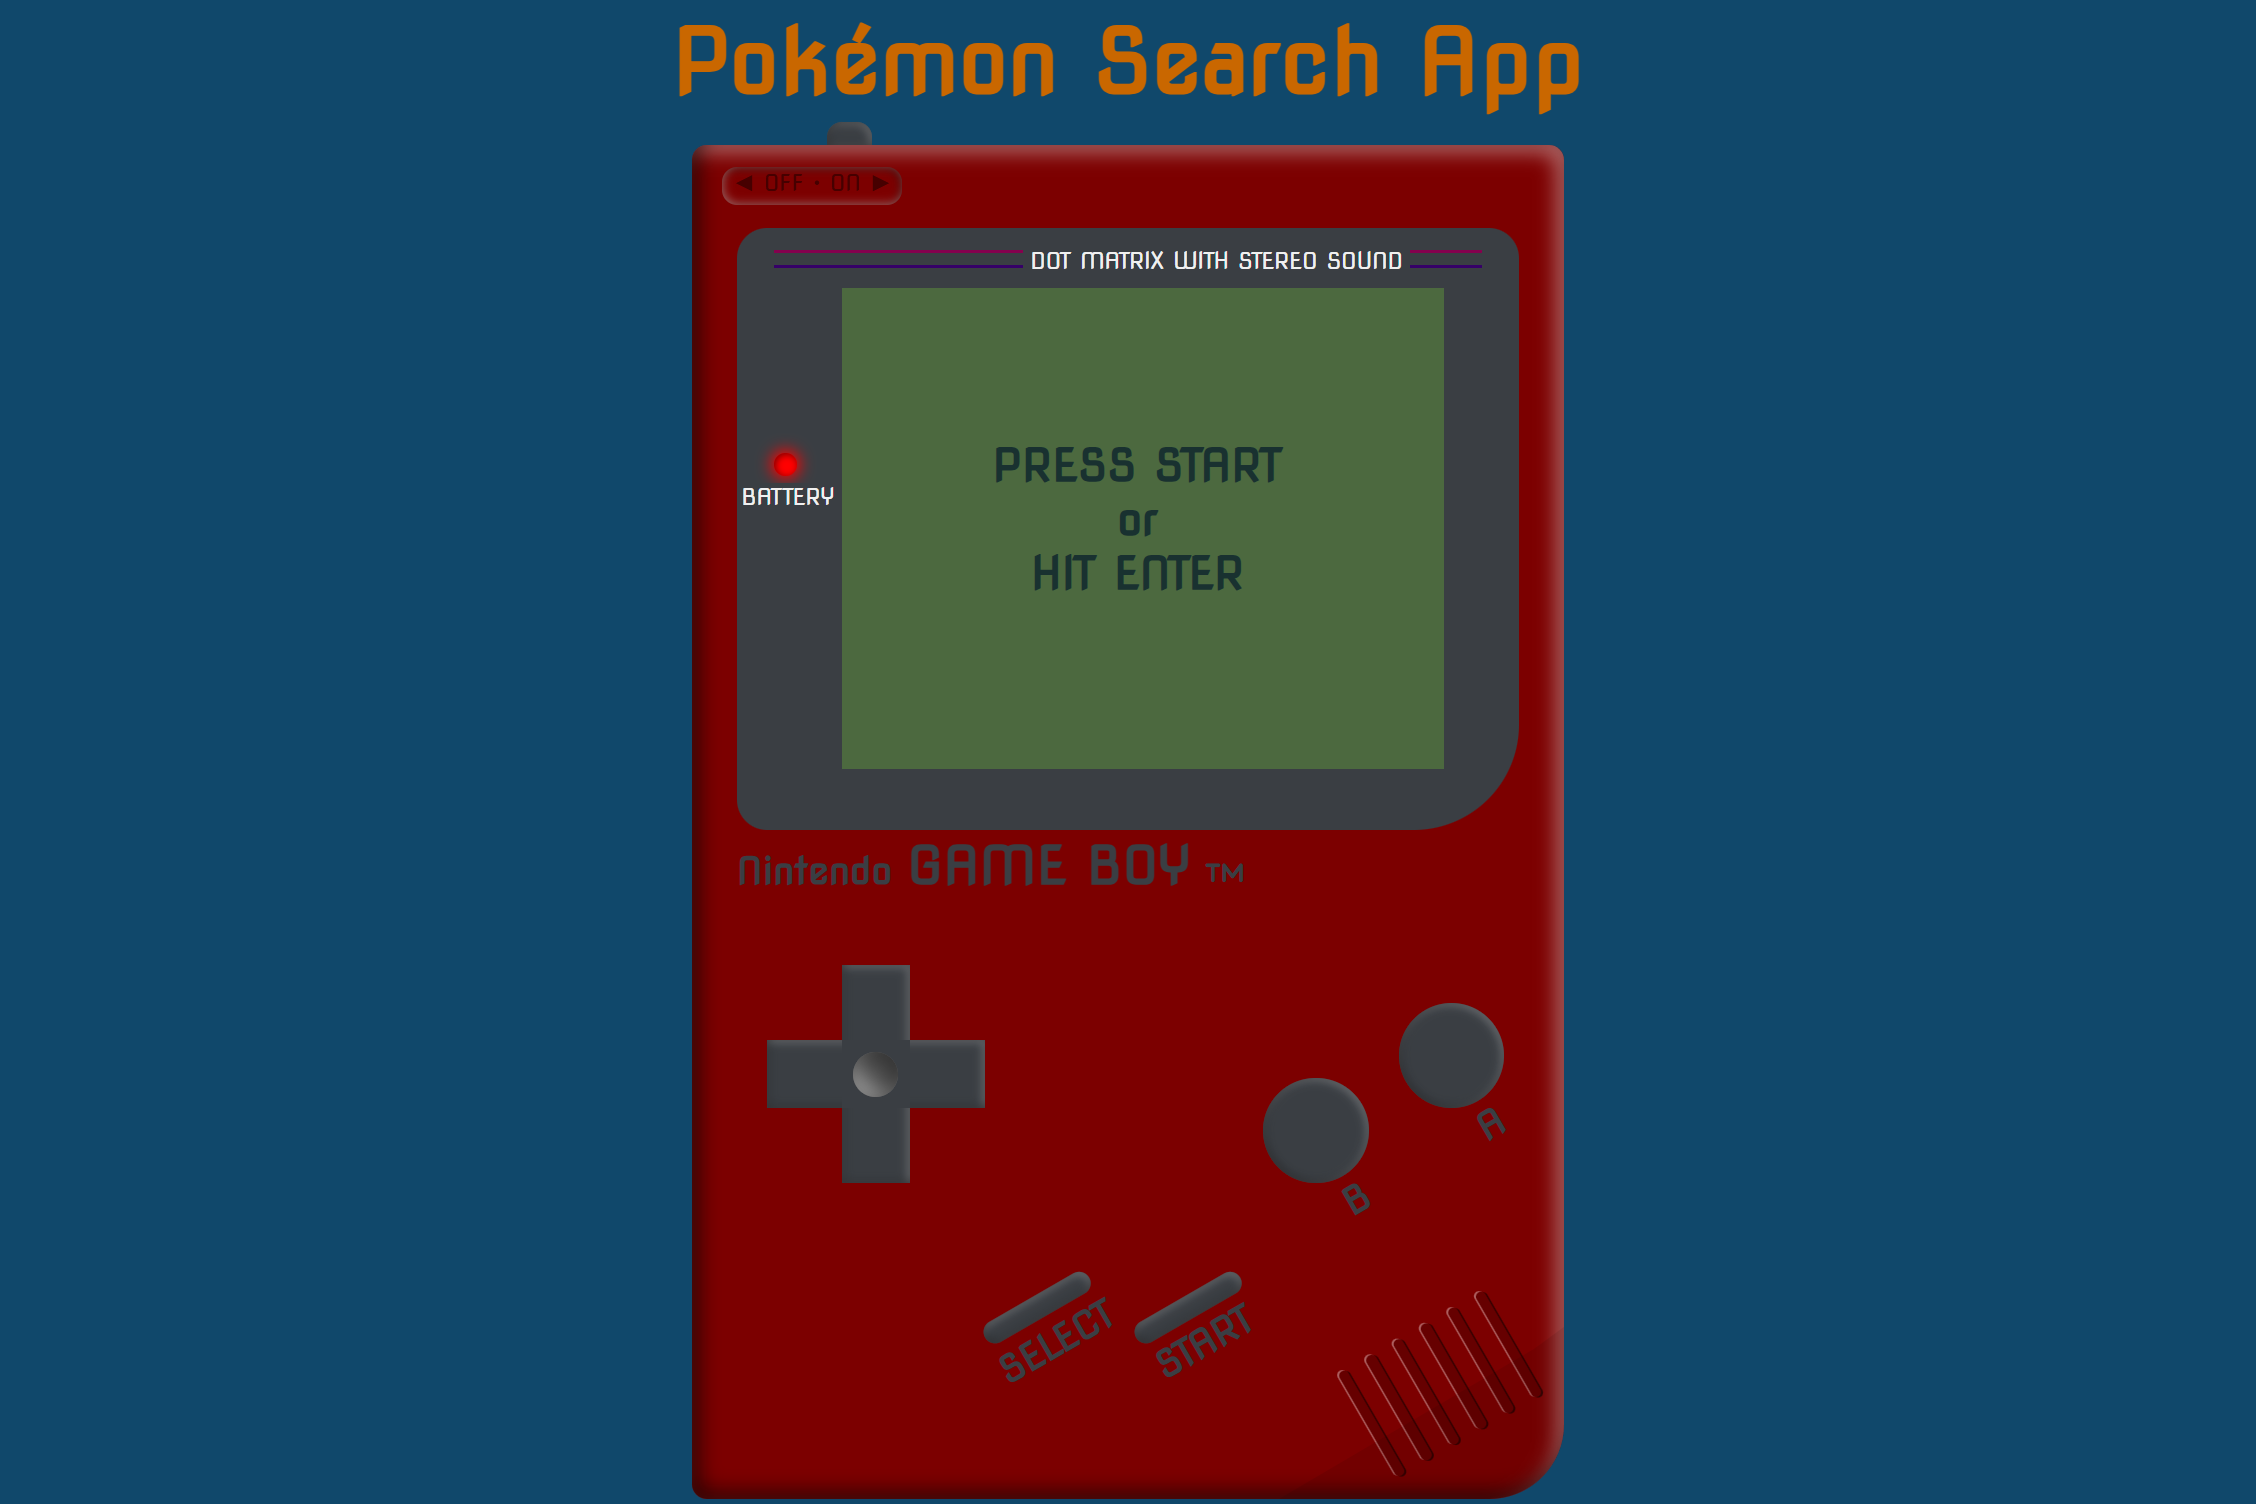 Pokémon Search App
◀ OFF • ON ▶
DOT MATRIX WITH STEREO SOUND
BATTERY
PRESS START
or
HIT ENTER
Nintendo GAME BOY TM
A
B
SELECT
START